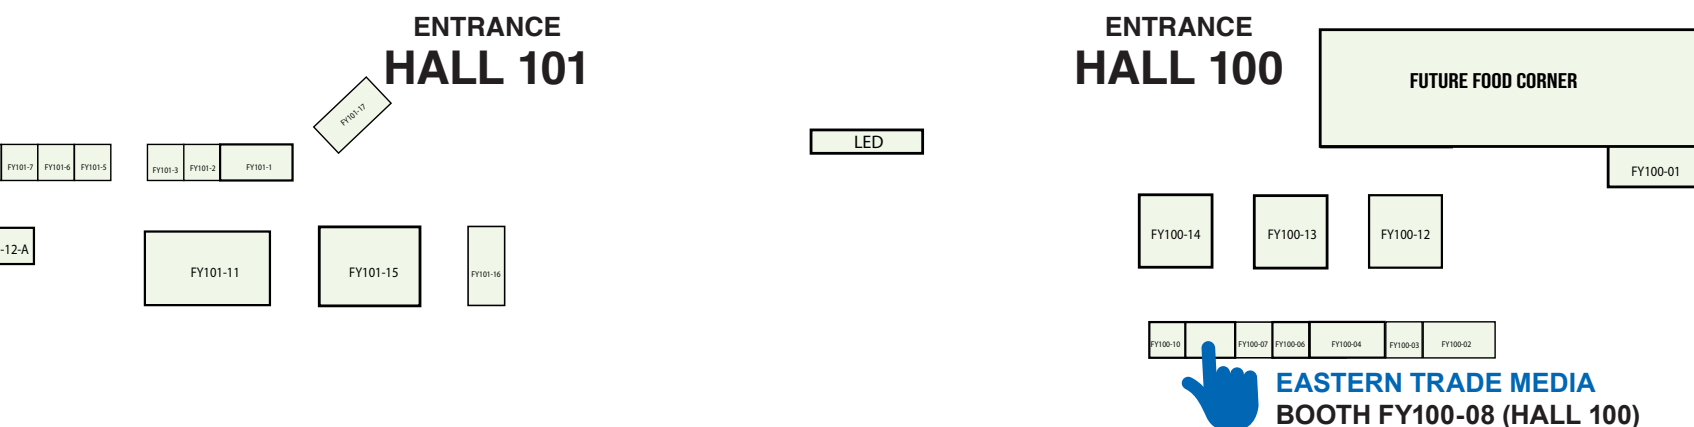 ENTRANCE
HALL 101
ENTRANCE
HALL 100
FUTURE FOOD CORNER
FY101-17
LED
FY101-7 FY101-6 FY101-5
FY101-3 FY101-2 FY101-1
FY100-01
-12-A
FY101-11
FY101-15
FY101-16
FY100-14
FY100-13
FY100-12
FY100-10 FY100-07 FY100-06 FY100-04 FY100-03 FY100-02
EASTERN TRADE MEDIA
BOOTH FY100-08 (HALL 100)